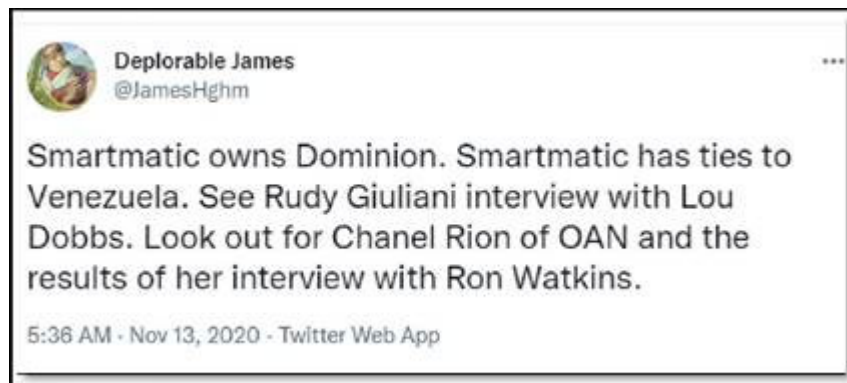 Deplorable James
@JamesHghm
Smartmatic owns Dominion. Smartmatic has ties to
Venezuela. See Rudy Giuliani interview with Lou
Dobbs. Look out for Chanel Rion of OAN and the
results of her interview with Ron Watkins.
5:36 AM · Nov 13, 2020 · Twitter Web App